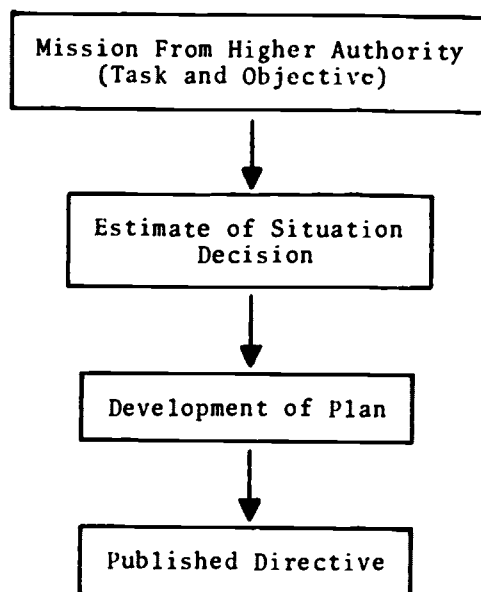 Mission From Higher Authority
(Task and Objective)
Estimate of Situation
Decision
Development of Plan
Published Directive